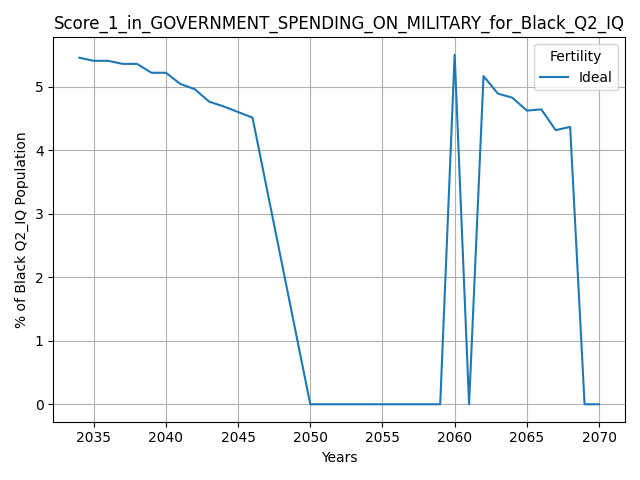 Score_1_in_GOVERNMENT_SPENDING_ON_MILITARY_for_Black_Q2_IQ
Fertility
Ideal
% of Black Q2_IQ Population
5
4
3
2
1
0
2035 2040 2045 2050 2055 2060 2065 2070
Years